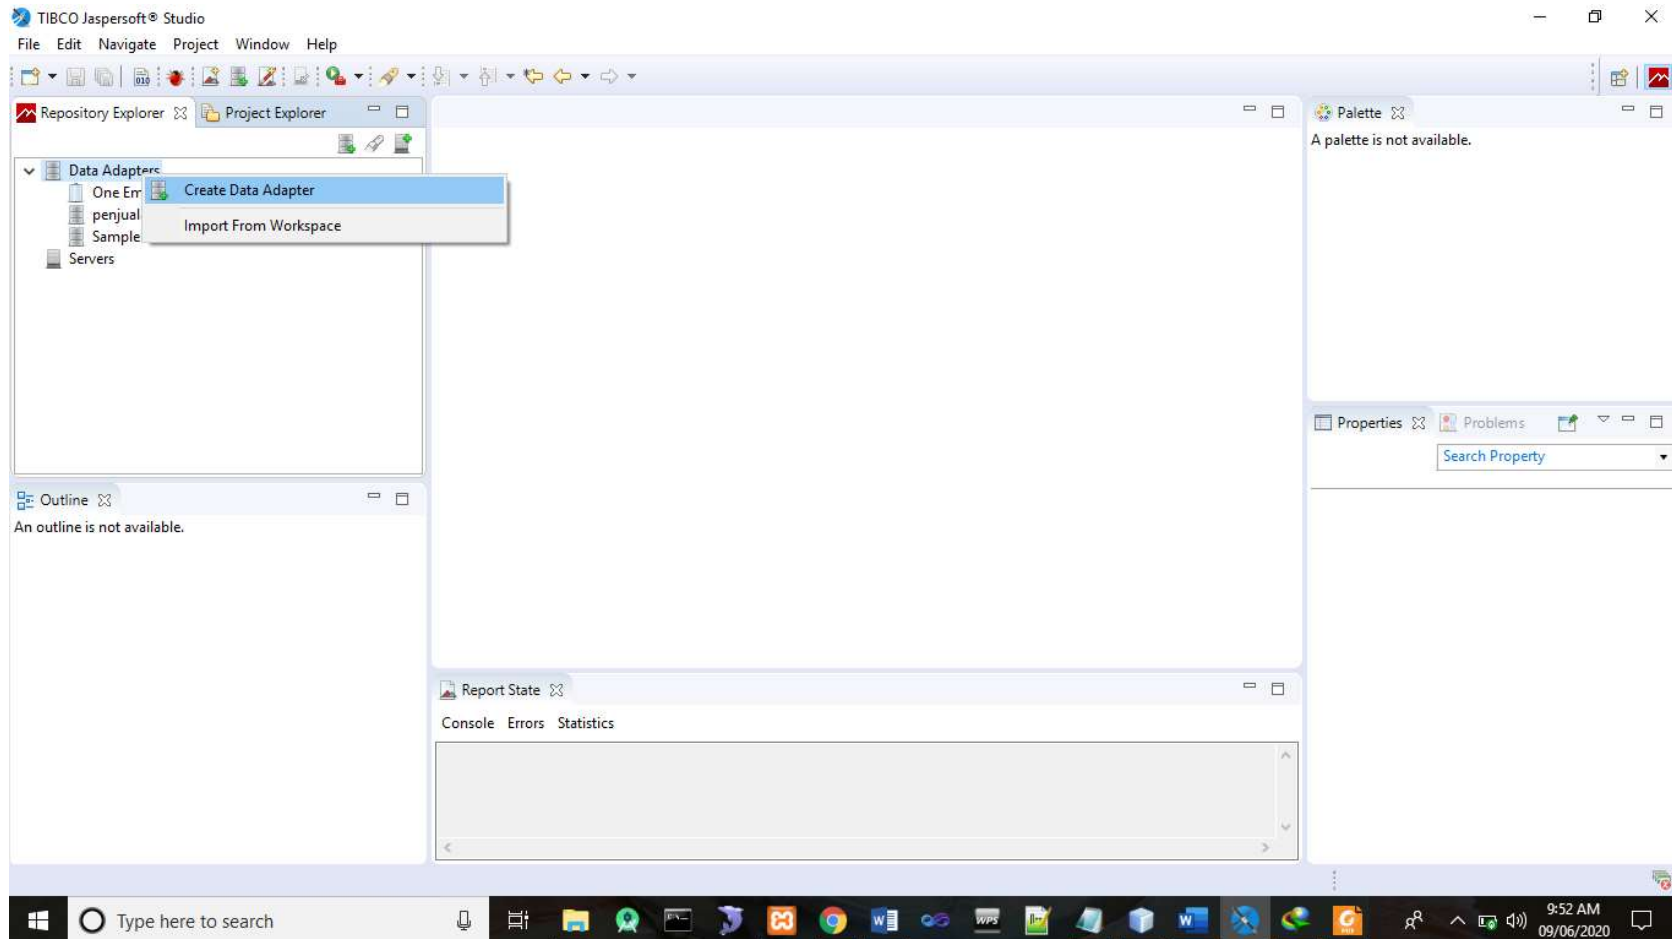 TIBCO Jaspersoft® Studio
File Edit Navigate Project Window Help
Repository Explorer Project Explorer
Data Adapters
One Em
penjual
Sample
Servers
Create Data Adapter
Import From Workspace
Outline
An outline is not available.
Report State
Console Errors Statistics
Palette
A palette is not available.
Properties Problems
Search Property
Type here to search
WPS
9:52 AM
09/06/2020